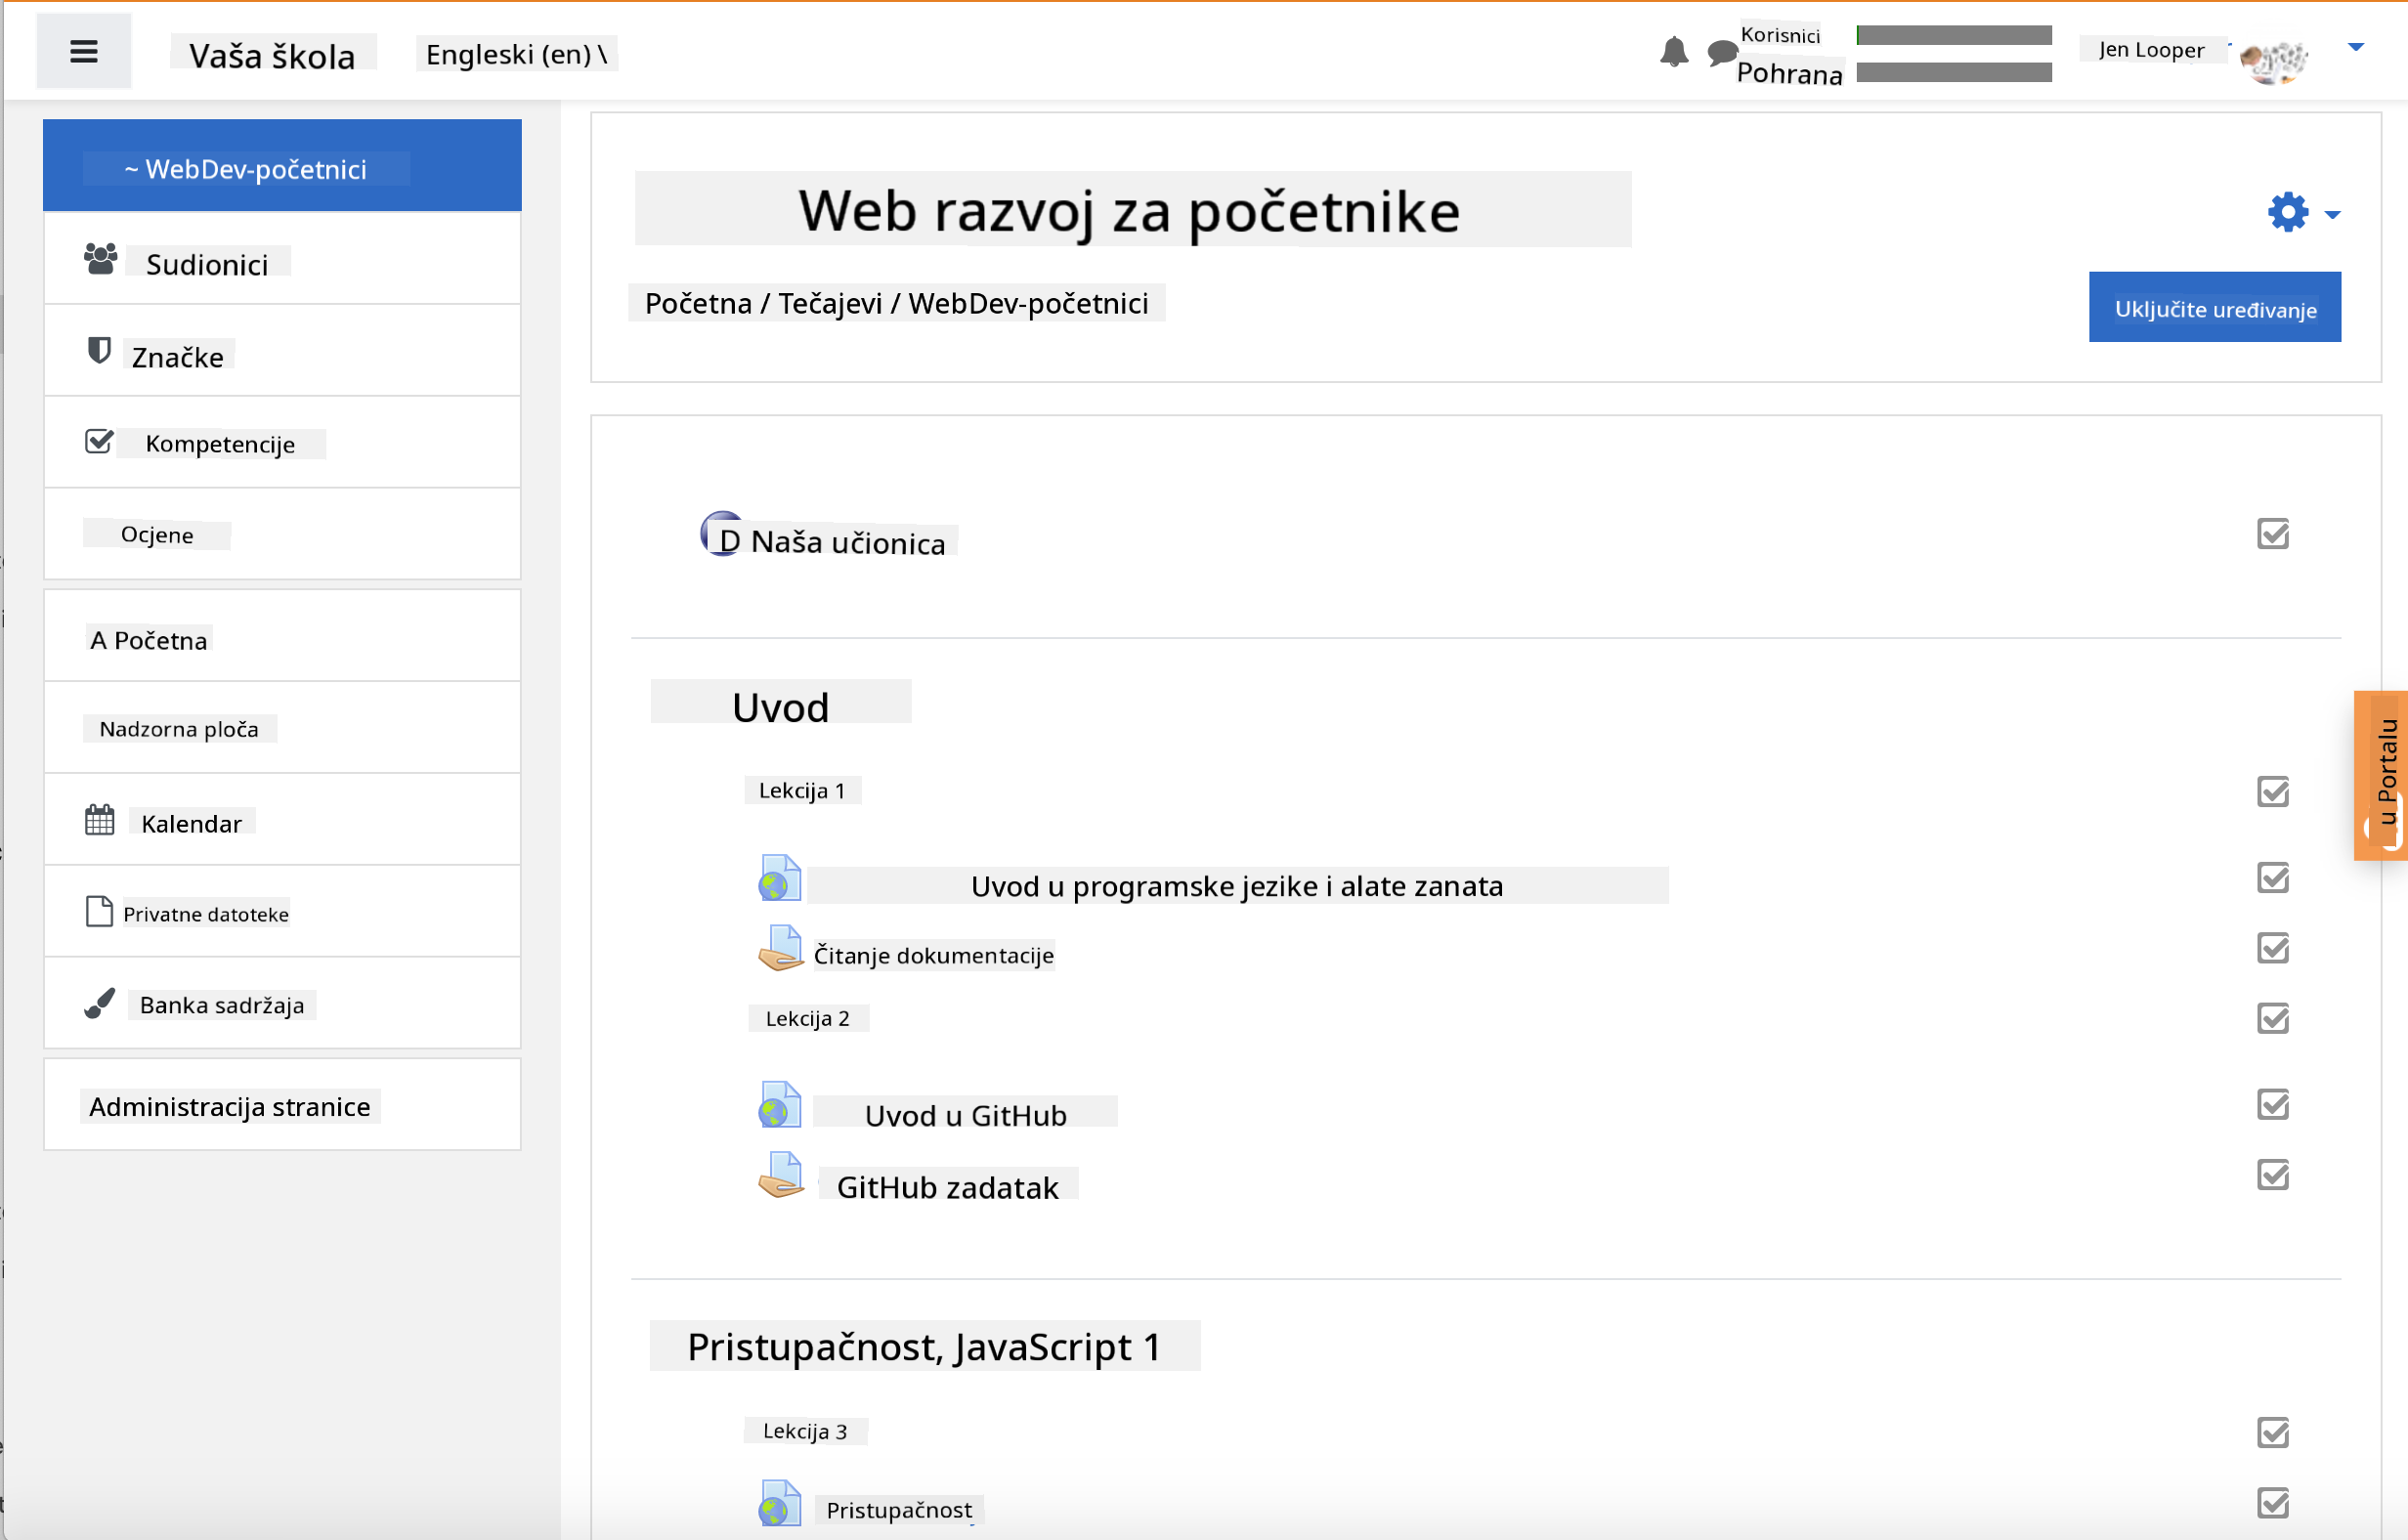 Vaša škola
Engleski (en) \
Korisnici
Pohrana
Jen Looper
~ WebDev-početnici
Sudionici
Značke
Kompetencije
Ocjene
A Početna
Nadzorna ploča
Kalendar
Privatne datoteke
Banka sadržaja
Administracija stranice
Web razvoj za početnike
Početna / Tečajevi / WebDev-početnici
Uključite uređivanje
D Naša učionica
Uvod
Lekcija 1
Uvod u programske jezike i alate zanata
Čitanje dokumentacije
Lekcija 2
Uvod u GitHub
GitHub zadatak
Pristupačnost, JavaScript 1
Lekcija 3
Pristupačnost
u Portalu